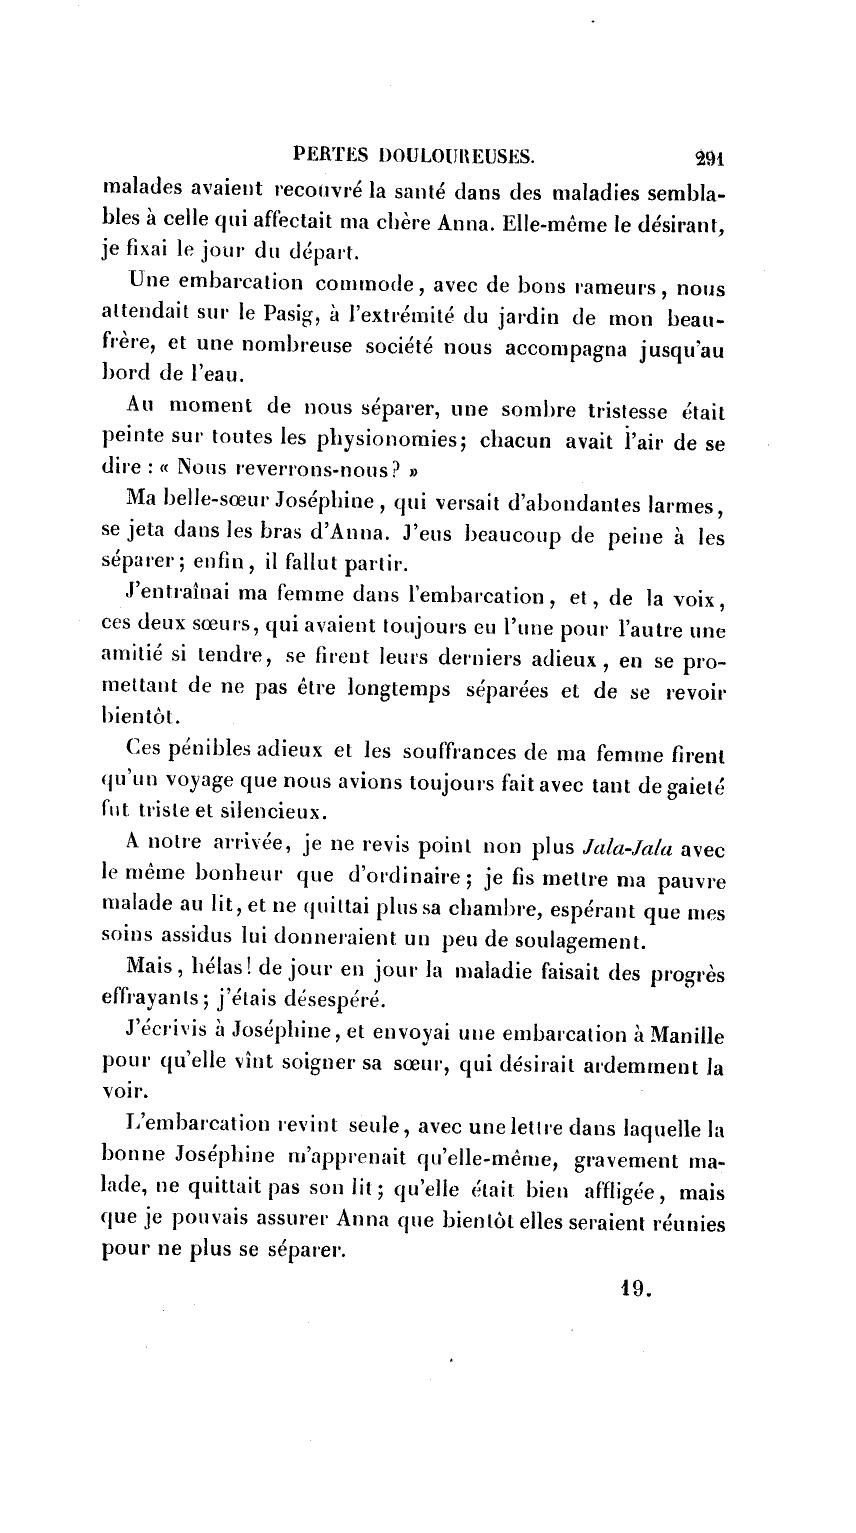 PERTES DOULOUREUSES. 291
malades avaient recouvré la santé dans des maladies sembla-
bles à celle qui affectait ma chère Anna. Elle-même le désirant,
je fixai le jour du départ.
Une embarcation commode, avec de bons rameurs, nous
attendait sur le Pasig, à l'extrémité du jardin de mon beau-
frère, et une nombreuse société nous accompagna jusqu'au
bord de l'eau.
Au moment de nous séparer, une sombre tristesse était
peinte sur toutes les physionomies; chacun avait l'air de se
dire : « Nous reverrons-nous? »
Ma belle-sœur Joséphine, qui versait d'abondantes larmes,
se jeta dans les bras d'Anna. J'eus beaucoup de peine à les
séparer; enfin, il fallut partir.
J'entraînai ma femme dans l'embarcation, et, de la voix,
ces deux sœurs, qui avaient toujours eu l'une pour l'autre une
amitié si tendre, se firent leurs derniers adieux, en se pro-
mettant de ne pas être longtemps séparées et de se revoir
bientôt.
Ces pénibles adieux et les souffrances de ma femme firent
qu'un voyage que nous avions toujours fait avec tant de gaieté
fut triste et silencieux.
A notre arrivée, je ne revis point non plus Jala-Jala avec
le même bonheur que d'ordinaire; je fis mettre ma pauvre
malade au lit, et ne quittai plus sa chambre, espérant que mes
soins assidus lui donneraient un peu de soulagement.
Mais, hélas! de jour en jour la maladie faisait des progrès
effrayants; j'étais désespéré.
J'écrivis à Joséphine, et envoyai une embarcation à Manille
pour qu'elle vînt soigner sa sœur, qui désirait ardemment la
voir.
L'embarcation revint seule, avec une lettre dans laquelle la
bonne Joséphine m'apprenait qu'elle-même, gravement ma-
lade, ne quittait pas son lit; qu'elle était bien affligée, mais
que je pouvais assurer Anna que bientôt elles seraient réunies
pour ne plus se séparer.
19.